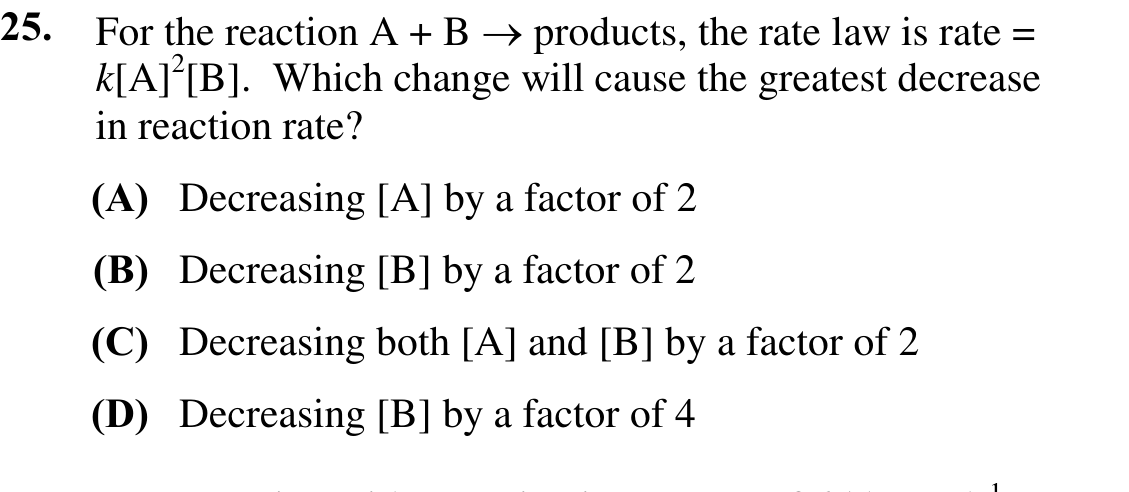 25. For the reaction A + B → products, the rate law is rate =
k[A]²[B]. Which change will cause the greatest decrease
in reaction rate?
(A) Decreasing [A] by a factor of 2
(B) Decreasing [B] by a factor of 2
(C) Decreasing both [A] and [B] by a factor of 2
(D) Decreasing [B] by a factor of 4